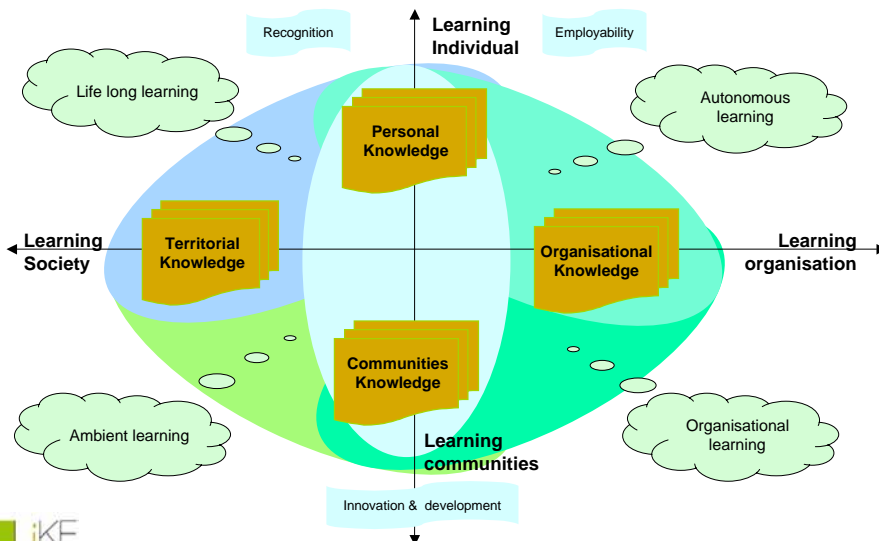 Recognition
Learning
Individual
Employability
Life long learning
Autonomous
learning
Personal
Knowledge
Learning
Society
Territorial
Knowledge
Organisational
Knowledge
Learning
organisation
Communities
Knowledge
Ambient learning
Learning
communities
Organisational
learning
Innovation & development